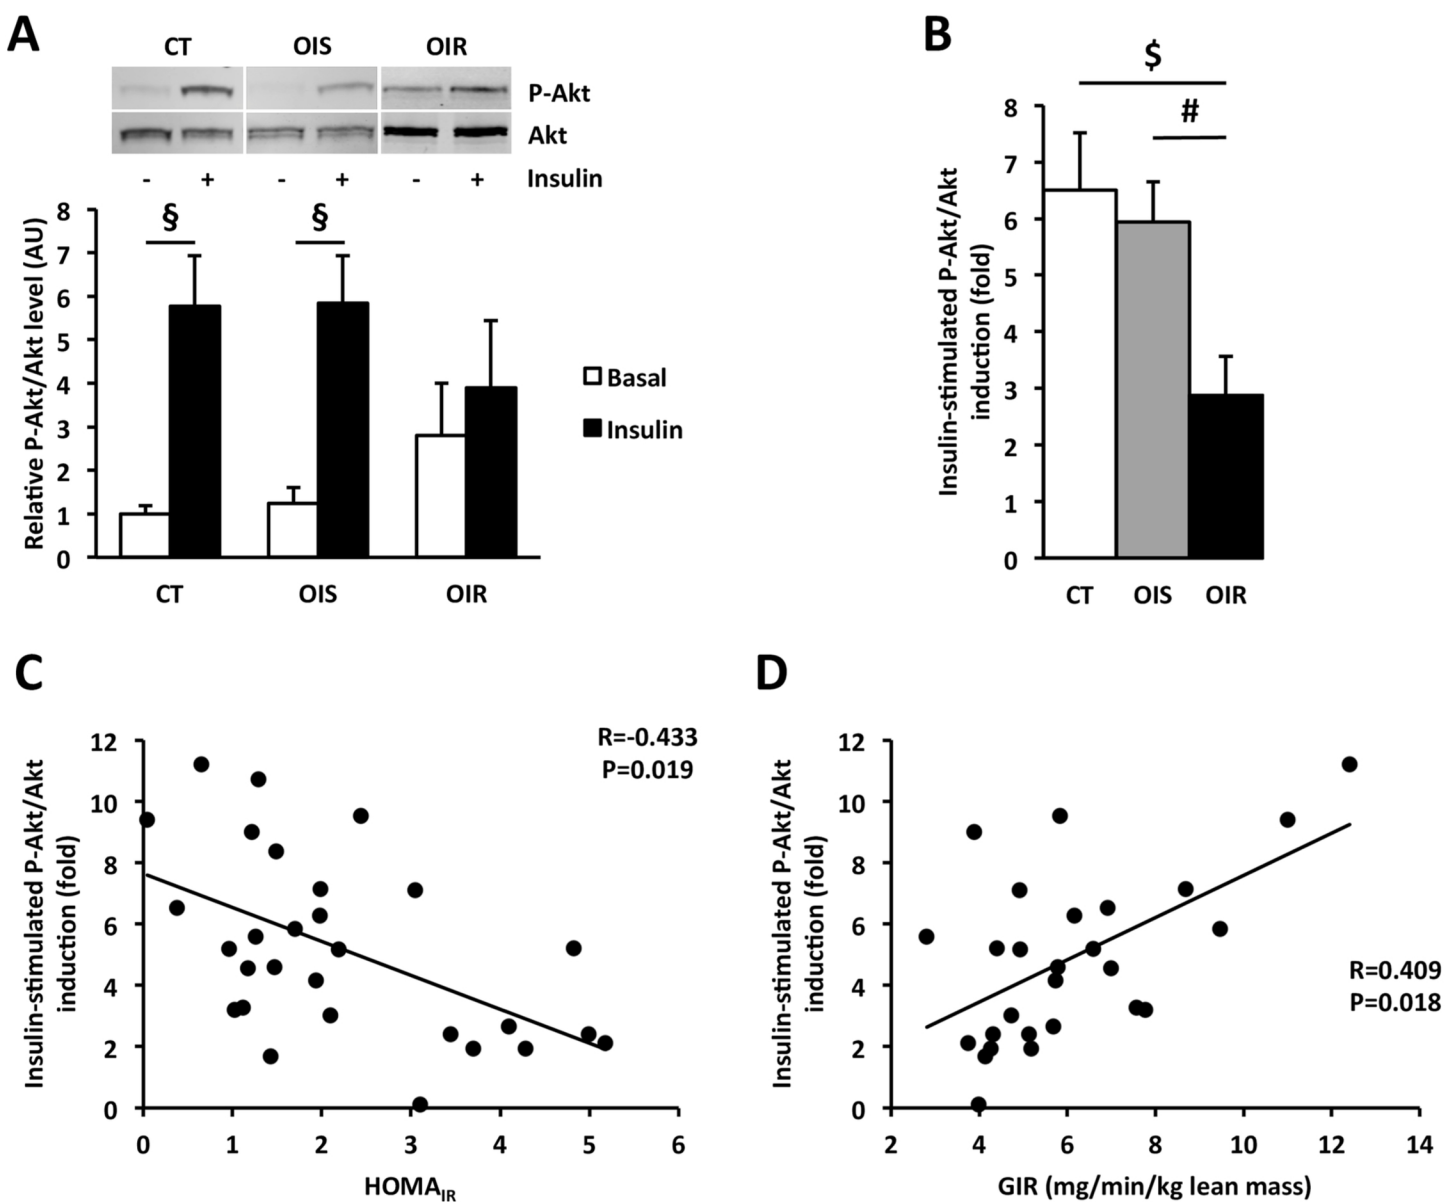 A
CT OIS OIR
P-Akt
Akt
- + - + - + Insulin
Relative P-Akt/Akt level (AU)
8
7
6
5
4
3
2
1
0
§ §
Basal
Insulin
CT OIS OIR
B
$
#
Insulin-stimulated P-Akt/Akt
induction (fold)
8
7
6
5
4
3
2
1
0
CT OIS OIR
C
Insulin-stimulated P-Akt/Akt
induction (fold)
R=-0.433
P=0.019
12
10
8
6
4
2
0
0 1 2 3 4 5 6
HOMAIR
D
Insulin-stimulated P-Akt/Akt
induction (fold)
12
10
8
6
4
2
0
R=0.409
P=0.018
2 4 6 8 10 12 14
GIR (mg/min/kg lean mass)